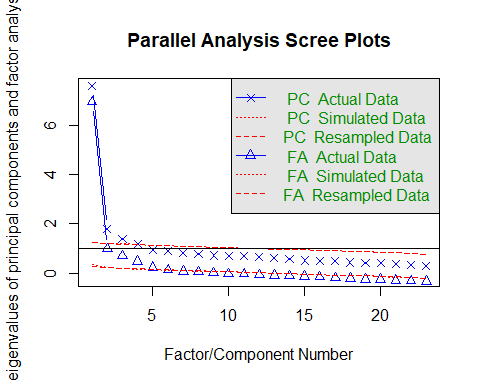 Parallel Analysis Scree Plots
eigenvalues of principal components and factor analys
PC Actual Data
PC Simulated Data
PC Resampled Data
FA Actual Data
FA Simulated Data
FA Resampled Data
6
4
2
0
5 10 15 20
Factor/Component Number